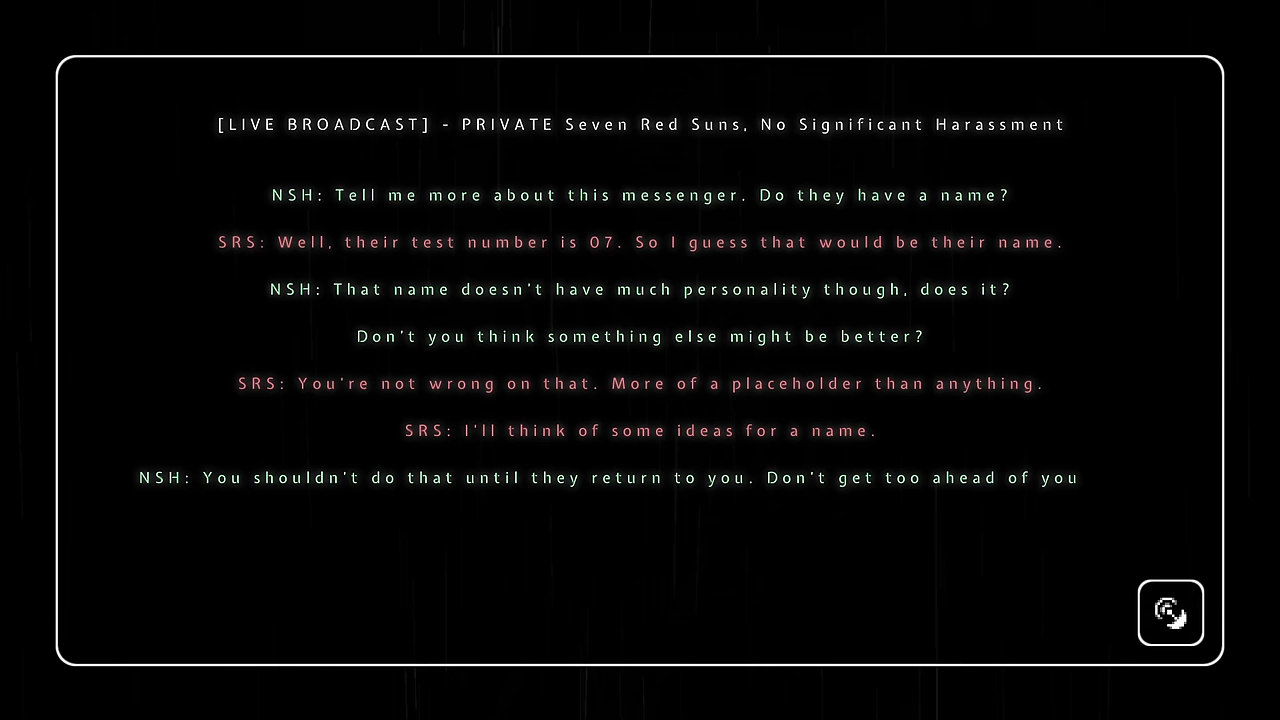 [LIVE BROADCAST] - PRIVATE Seven Red Suns, No Significant Harassment
NSH: Tell me more about this messenger. Do they have a name?
SRS: Well, their test number is 07. So I guess that would be their name.
NSH: That name doesn't have much personality though, does it?
Don't you think something else might be better?
SRS: You're not wrong on that. More of a placeholder than anything.
SRS: I'll think of some ideas for a name.
NSH: You shouldn't do that until they return to you. Don't get too ahead of you